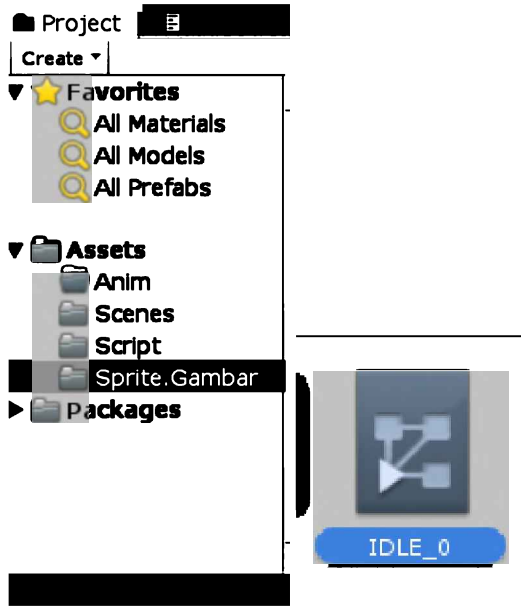 Project
Create
Favorites
All Materials
All Models
All Prefabs
Assets
Anim
Scenes
Script
Sprite.Gambar
Packages
IDLE_0